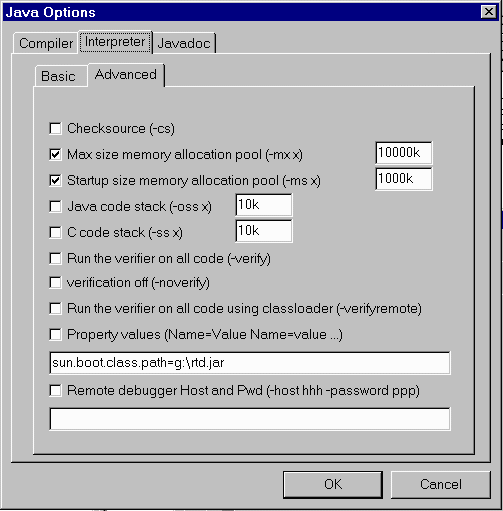 Java Options
Compiler Interpreter Javadoc
Basic Advanced
Checksource (-cs)
Max size memory allocation pool (-mx x) 10000k
Startup size memory allocation pool (-ms x) 1000k
Java code stack (-oss x) 10k
C code stack (-ss x) 10k
Run the verifier on all code (-verify)
verification off (-noverify)
Run the verifier on all code using classloader (-verifyremote)
Property values (Name=Value Name=value ...)
sun.boot.class.path=g:\rtd.jar
Remote debugger Host and Pwd (-host hhh -password ppp)
OK Cancel